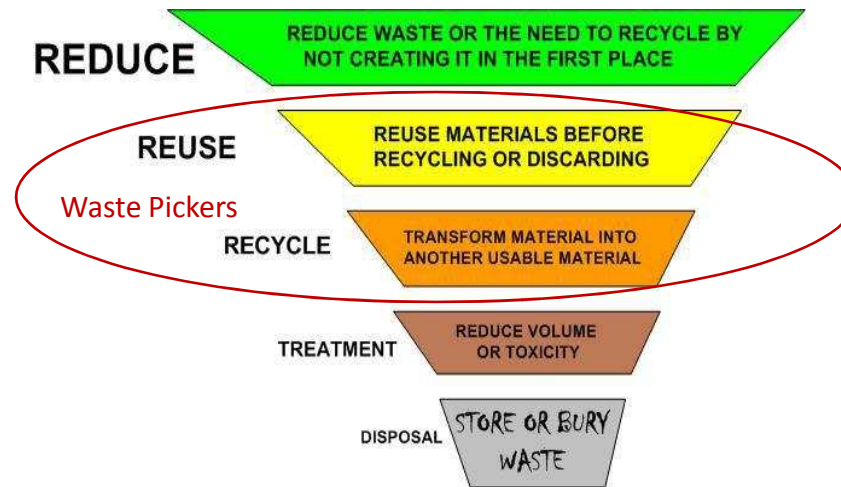 REDUCE
REDUCE WASTE OR THE NEED TO RECYCLE BY
NOT CREATING IT IN THE FIRST PLACE
REUSE
REUSE MATERIALS BEFORE
RECYCLING OR DISCARDING
Waste Pickers
RECYCLE
TRANSFORM MATERIAL INTO
ANOTHER USABLE MATERIAL
TREATMENT
REDUCE VOLUME
OR TOXICITY
DISPOSAL
STORE OR BURY
WASTE